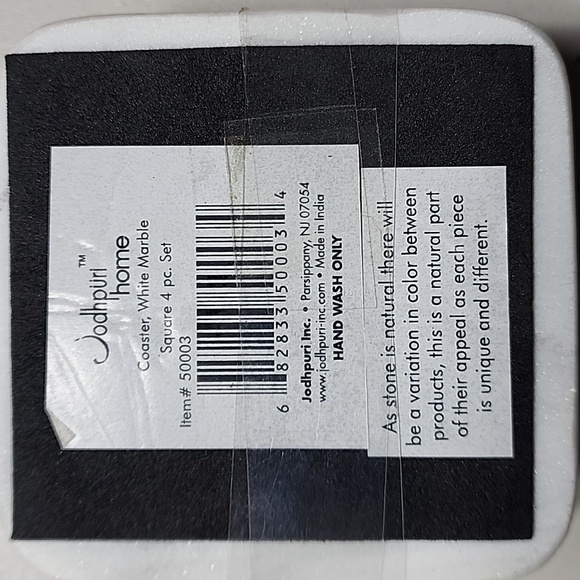 Jodhpuri™
home
Coaster, White Marble
Square 4 pc. Set
Item# 50003
6 82833 50003 4
Jodhpuri Inc. • Parsippany, NJ 07054
www.jodhpuri-inc.com • Made in India
HAND WASH ONLY
As stone is natural there will
be a variation in color between
products, this is a natural part
of their appeal as each piece
is unique and different.